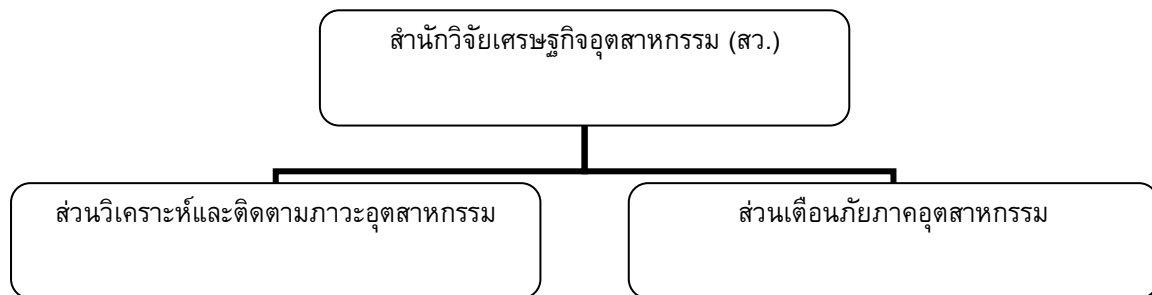 สำนักวิจัยเศรษฐกิจอุตสาหกรรม (สว.)
ส่วนวิเคราะห์และติดตามภาวะอุตสาหกรรม
ส่วนเตือนภัยภาคอุตสาหกรรม